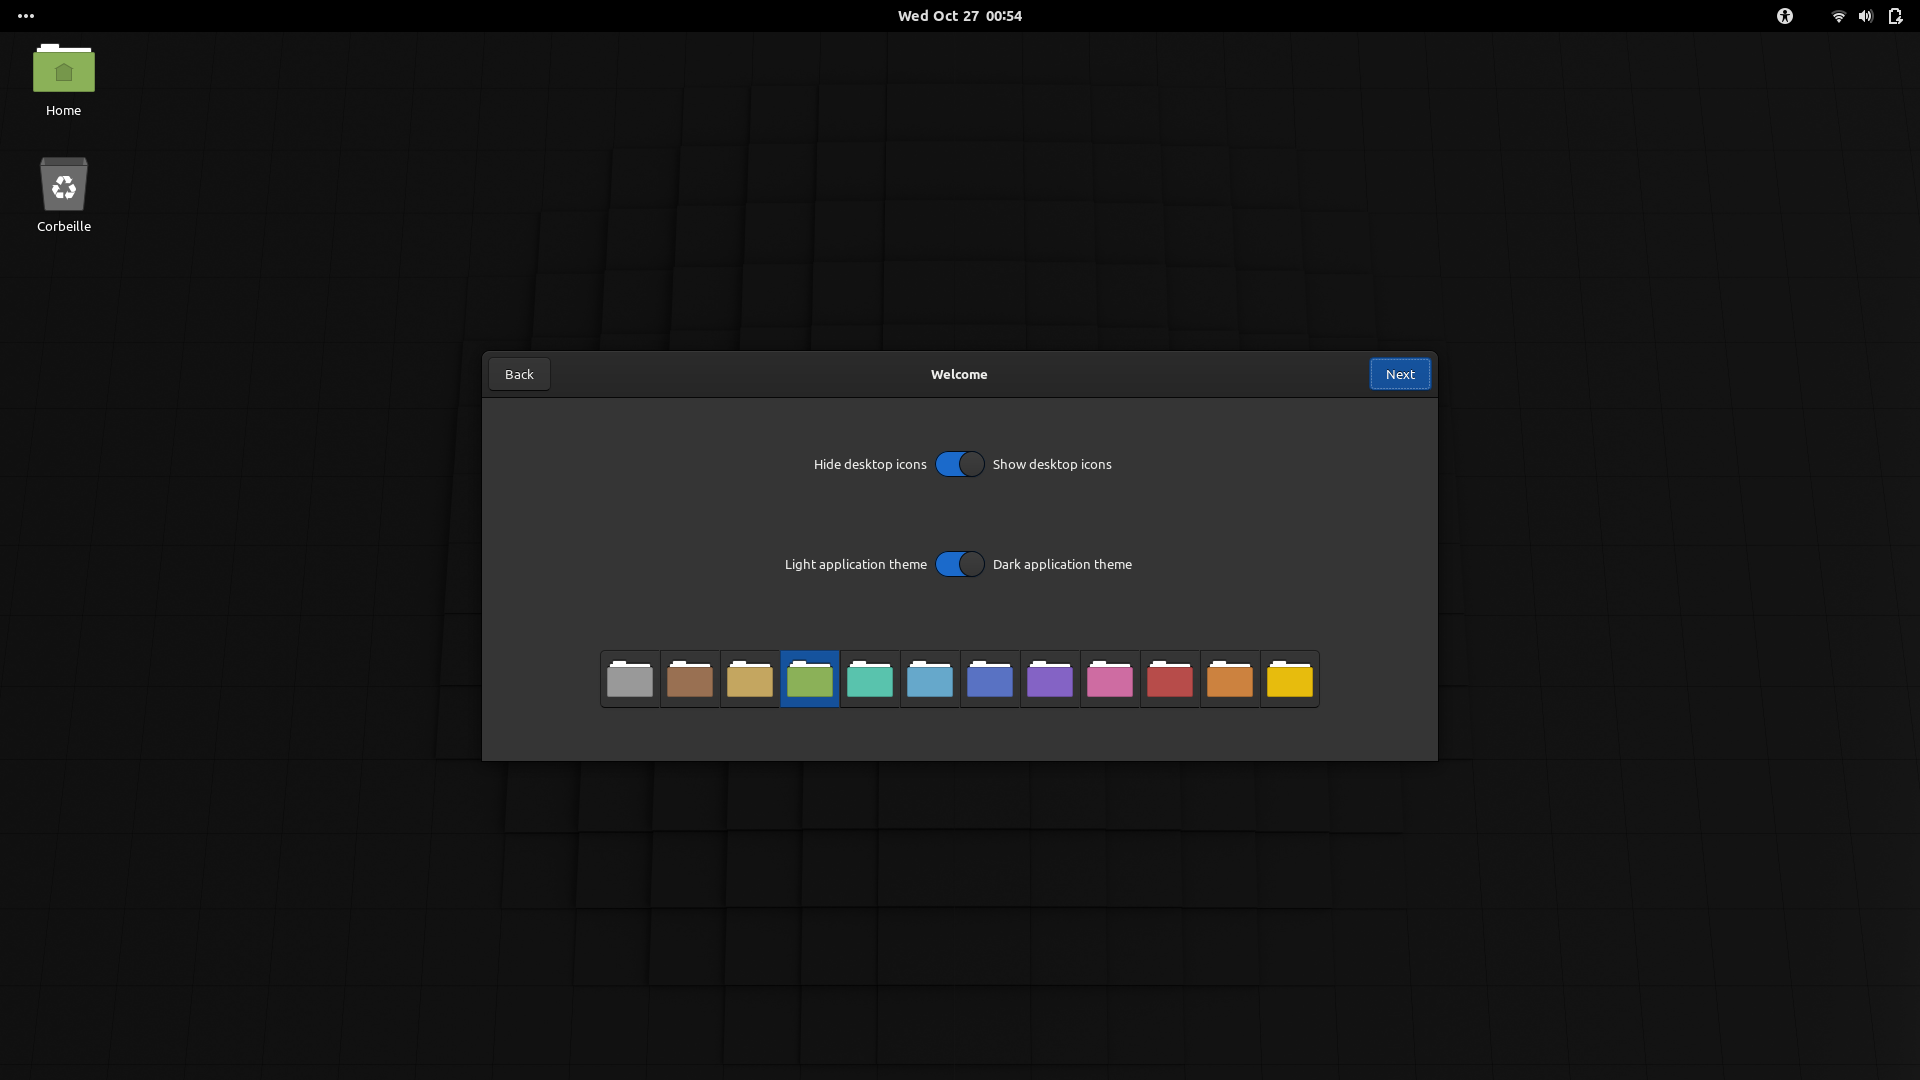 Wed Oct 27 00:54
Home
Corbeille
Back
Welcome
Next
Hide desktop icons
Show desktop icons
Light application theme
Dark application theme